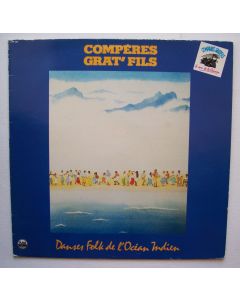 COMPÈRES
GRAT' FILS
Danses Folk de l'Océan Indien